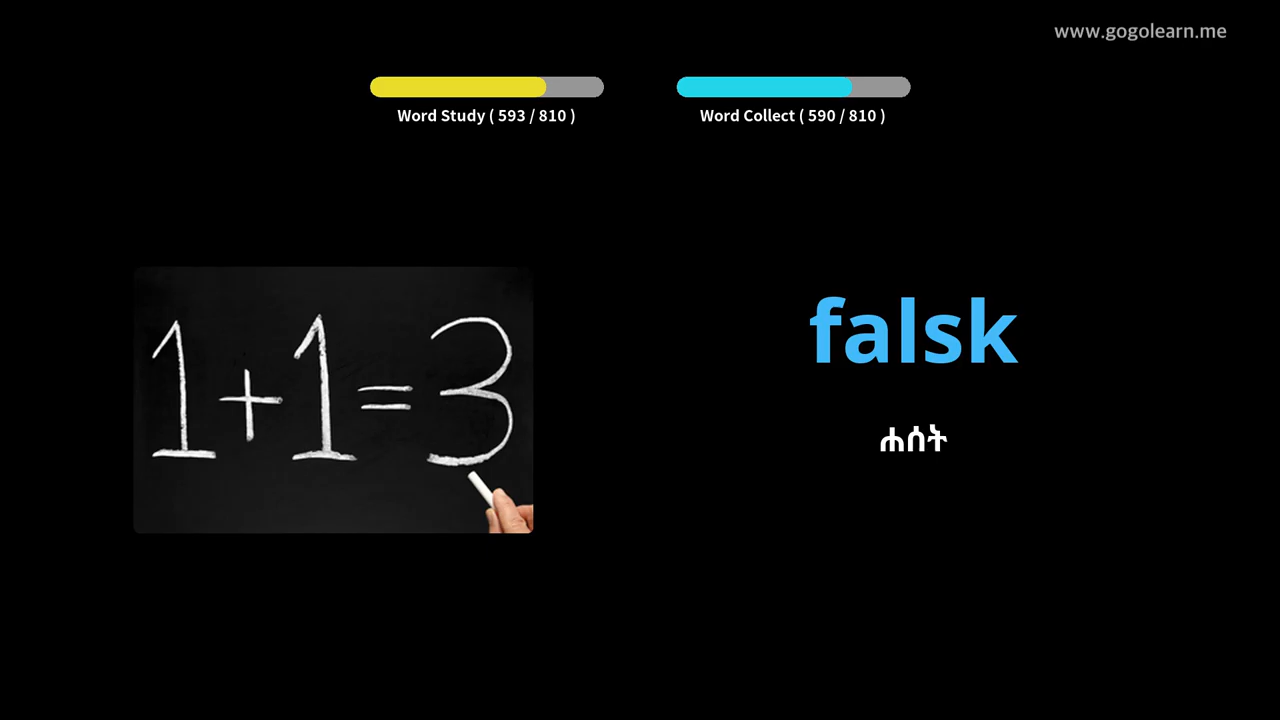 www.gogolearn.me
Word Study ( 593 / 810 )
Word Collect ( 590 / 810 )
1+1=3
falsk
ሐሰት